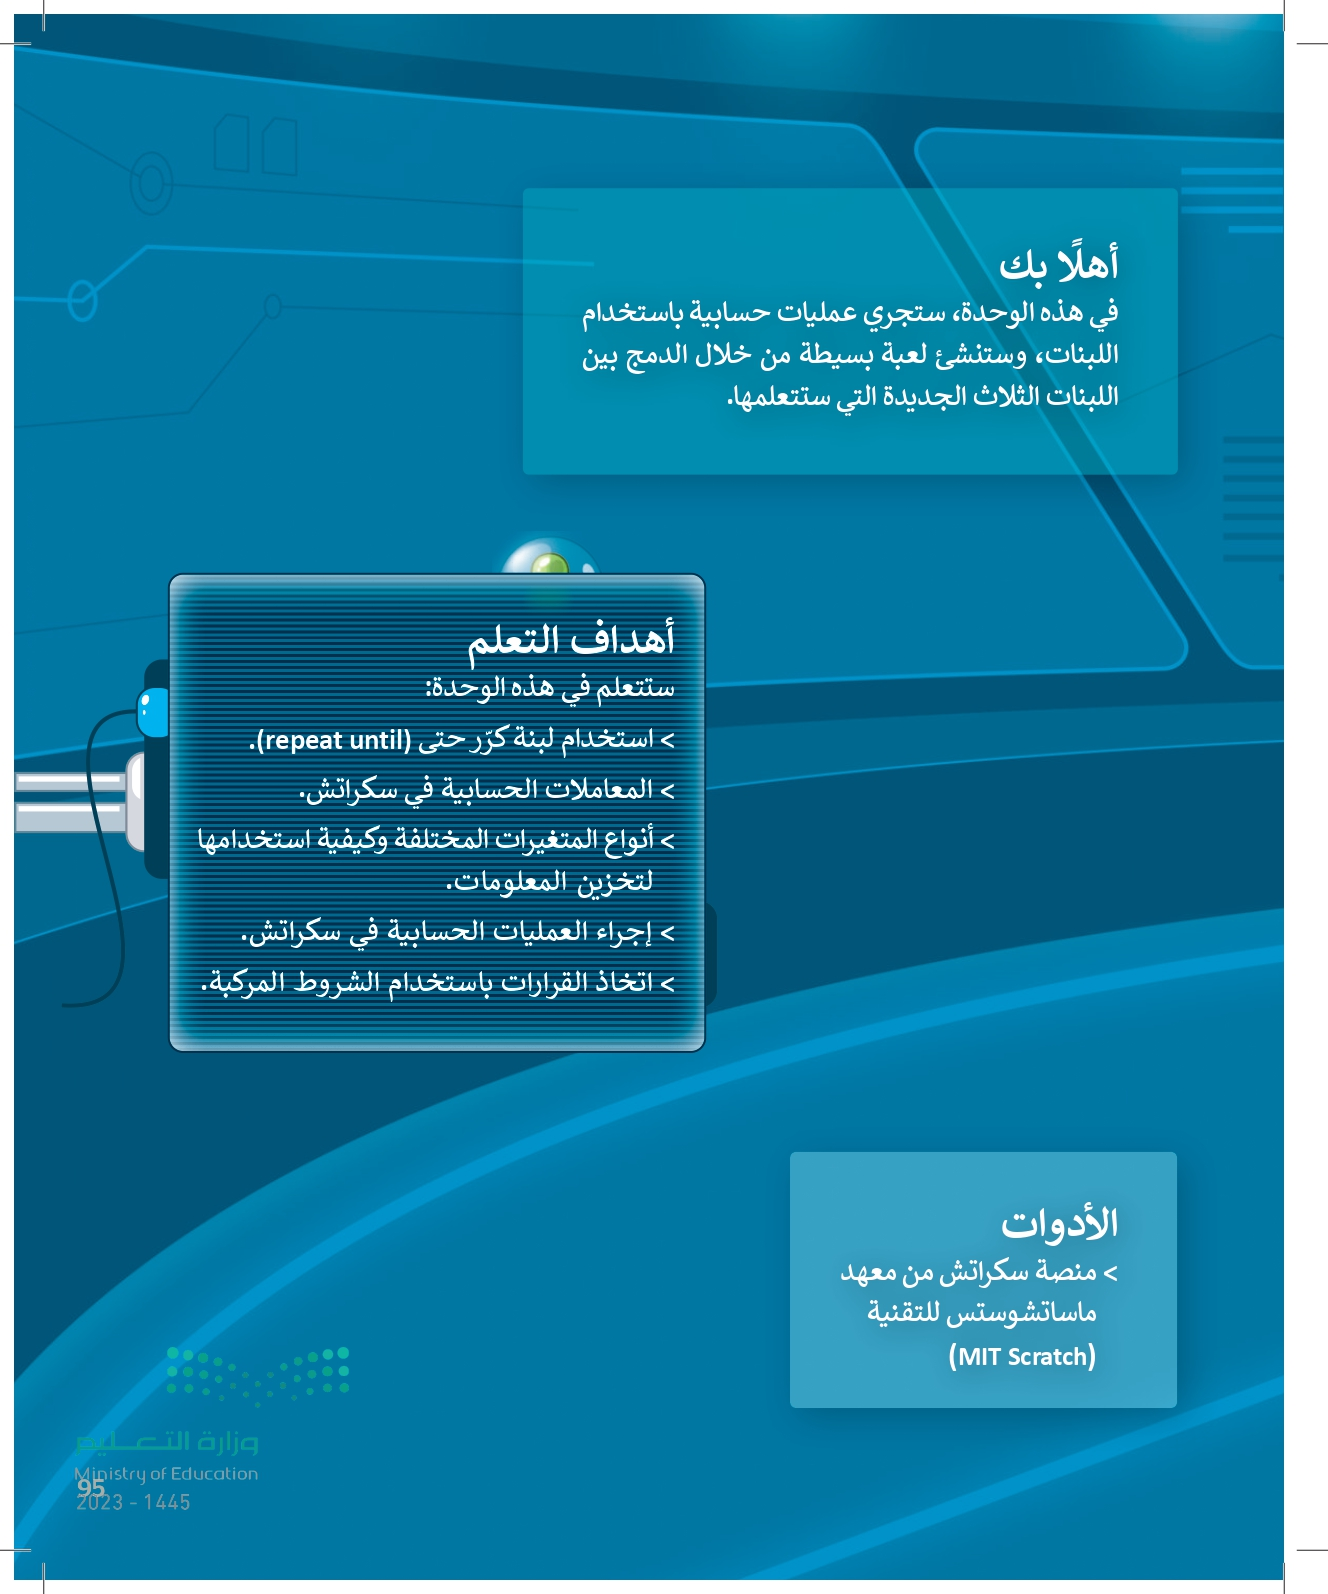 أهلًا بك
في هذه الوحدة، ستجري عمليات حسابية باستخدام
اللبنات، وستنشئ لعبة بسيطة من خلال الدمج بين
اللبنات الثلاث الجديدة التي ستتعلمها.
أهداف التعلم
ستتعلم في هذه الوحدة:
> استخدام لبنة كرّر حتى (repeat until).
> المعاملات الحسابية في سكراتش.
> أنواع المتغيرات المختلفة وكيفية استخدامها
لتخزين المعلومات.
> إجراء العمليات الحسابية في سكراتش.
> اتخاذ القرارات باستخدام الشروط المركبة.
الأدوات
> منصة سكراتش من معهد
ماساتشوستس للتقنية
(MIT Scratch)
وزارة التعليم
Ministry of Education
95
2023 - 1445